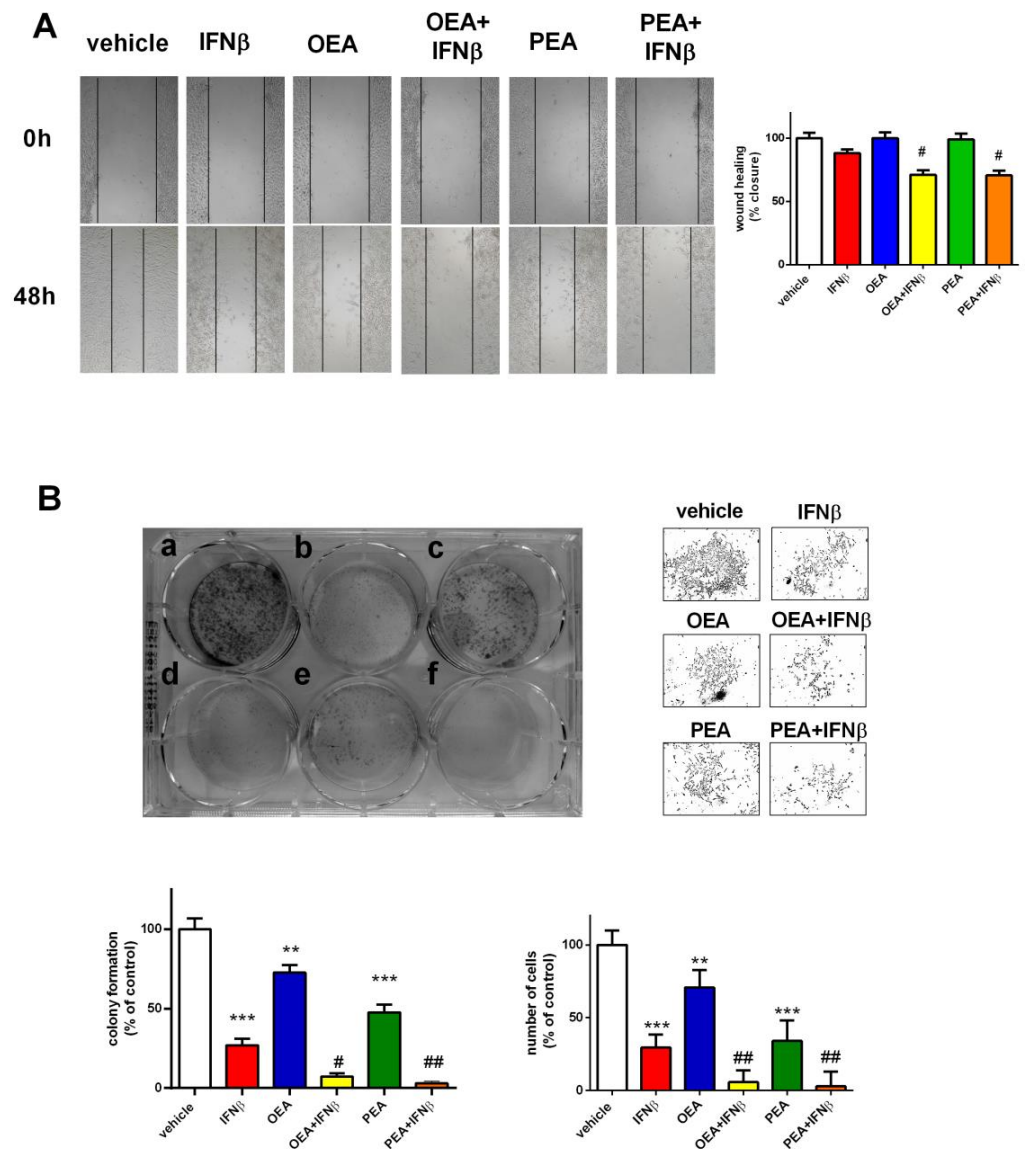 A
vehicle IFNβ OEA OEA+ IFNβ PEA PEA+ IFNβ
0h
48h
wound healing
(% closure)
100
50
0
# #
vehicle IFNβ OEA OEA+IFNβ PEA PEA+IFNβ
B
a b c
d e f
vehicle IFNβ
OEA OEA+IFNβ
PEA PEA+IFNβ
colony formation
(% of control)
100
50
0
*** ** # *** ##
vehicle IFNβ OEA OEA+IFNβ PEA PEA+IFNβ
number of cells
(% of control)
100
50
0
*** ** ## *** ##
vehicle IFNβ OEA OEA+IFNβ PEA PEA+IFNβ